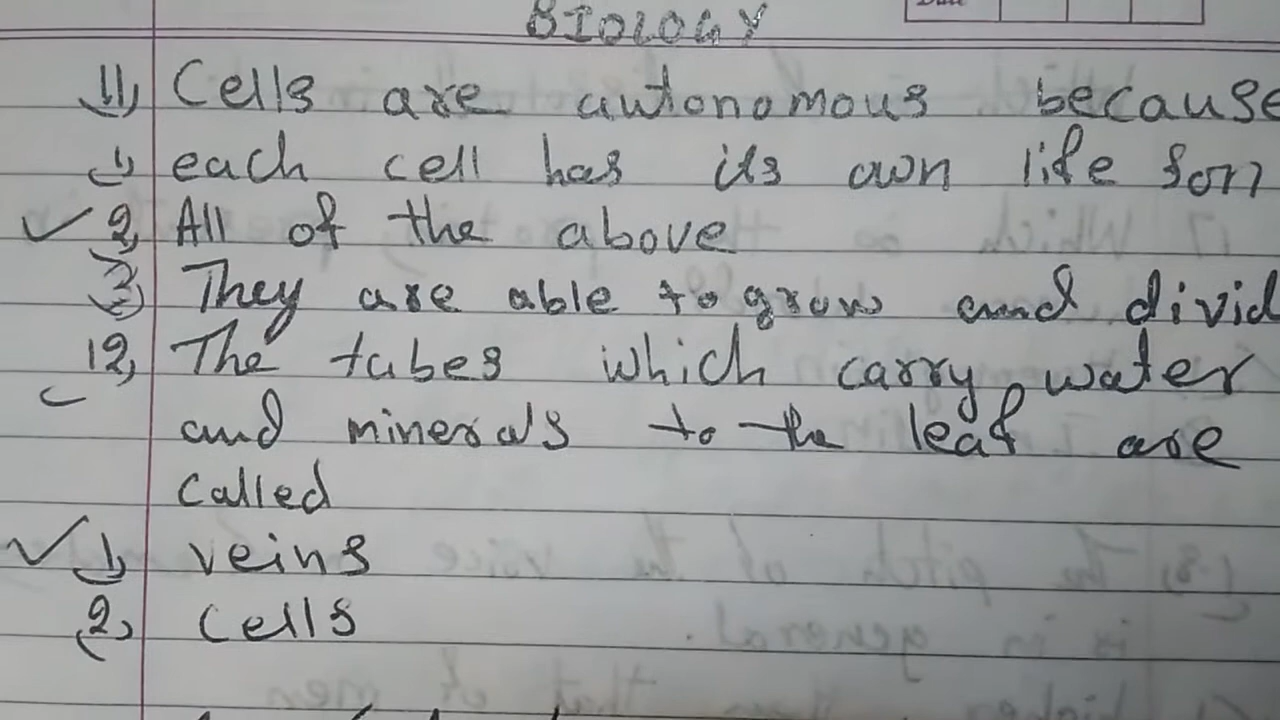 BIOLOGY
11) Cells are autonomous because
1) each cell has its own life
2) All of the above
3) They are able to grow and divid
12) The tubes which carry water
and minerals to the leaf are
called
1) veins
2) cells